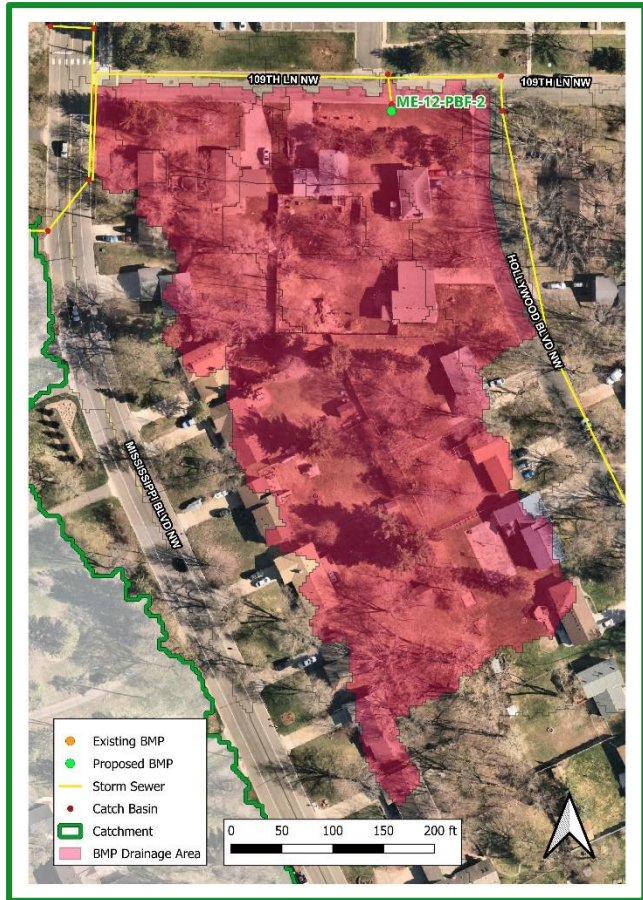 109TH LN NW
109TH LN NW
ME-12-PBF-2
HOLLYWOOD BLVD NW
MISSISSIPPI BLVD NW
Existing BMP
Proposed BMP
Storm Sewer
Catch Basin
Catchment
BMP Drainage Area
0 50 100 150 200 ft